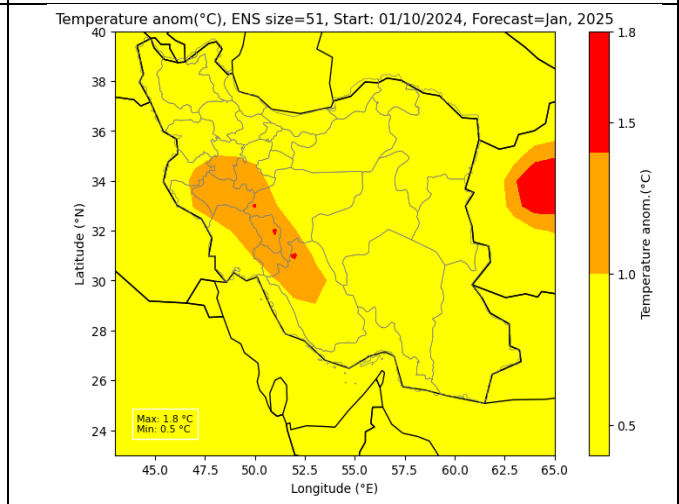 Temperature anom(°C), ENS size=51, Start: 01/10/2024, Forecast=Jan, 2025
40
38
36
34
32
30
28
26
24
Latitude (°N)
Max: 1.8 °C
Min: 0.5 °C
45.0 47.5 50.0 52.5 55.0 57.5 60.0 62.5 65.0
Longitude (°E)
1.8
1.5
1.0
0.5
Temperature anom.(°C)